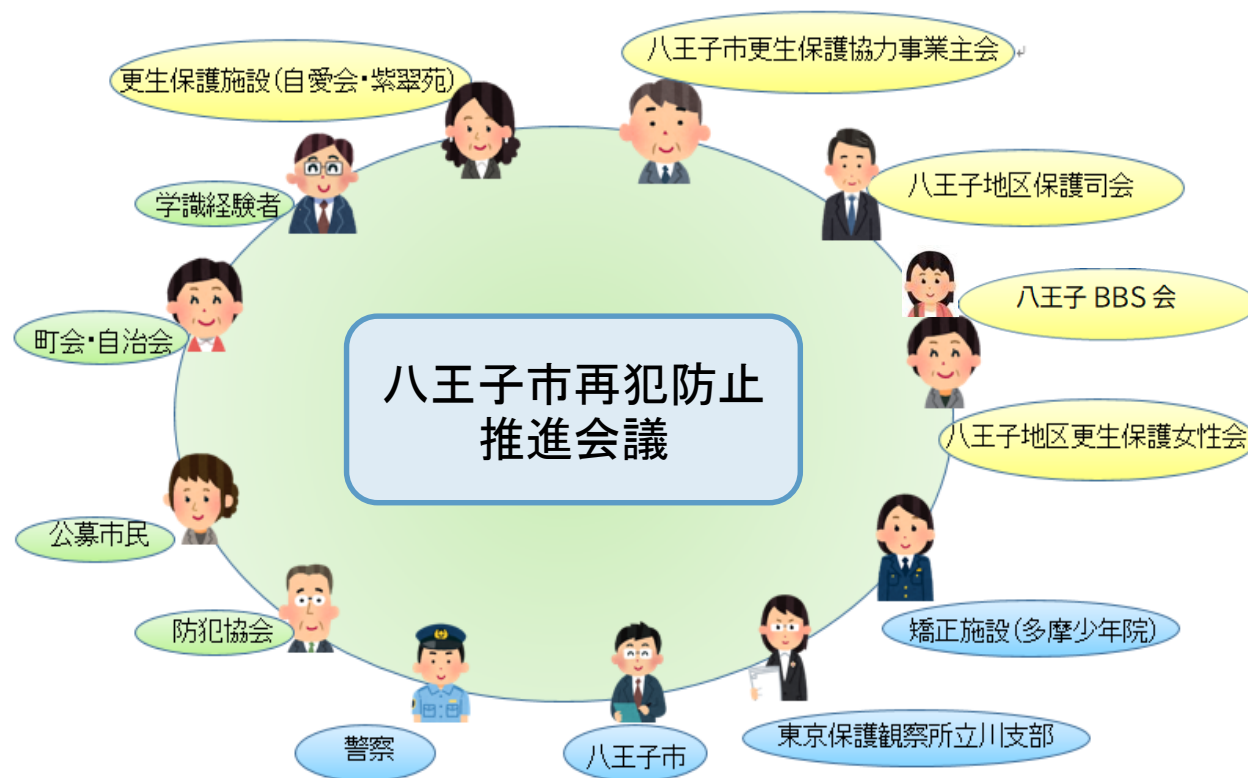 八王子市更生保護協力事業主会
更生保護施設(自愛会・紫翠苑)
八王子地区保護司会
学識経験者
八王子 BBS 会
町会・自治会
八王子市再犯防止
推進会議
八王子地区更生保護女性会
公募市民
防犯協会
矯正施設(多摩少年院)
東京保護観察所立川支部
警察
八王子市